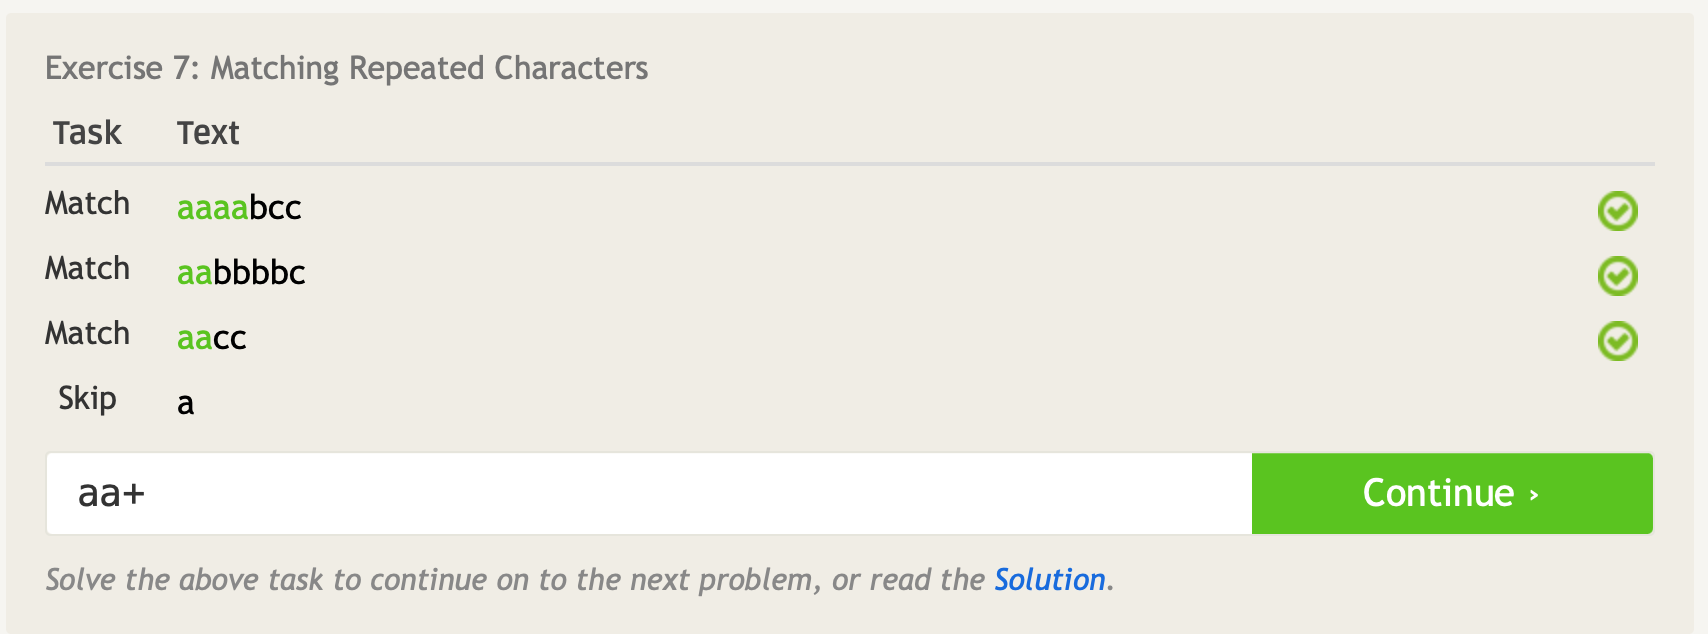 Exercise 7: Matching Repeated Characters
Task Text
Match aaaabcc
Match aabbbbc
Match aacc
Skip a
aa+ Continue ›
Solve the above task to continue on to the next problem, or read the Solution.